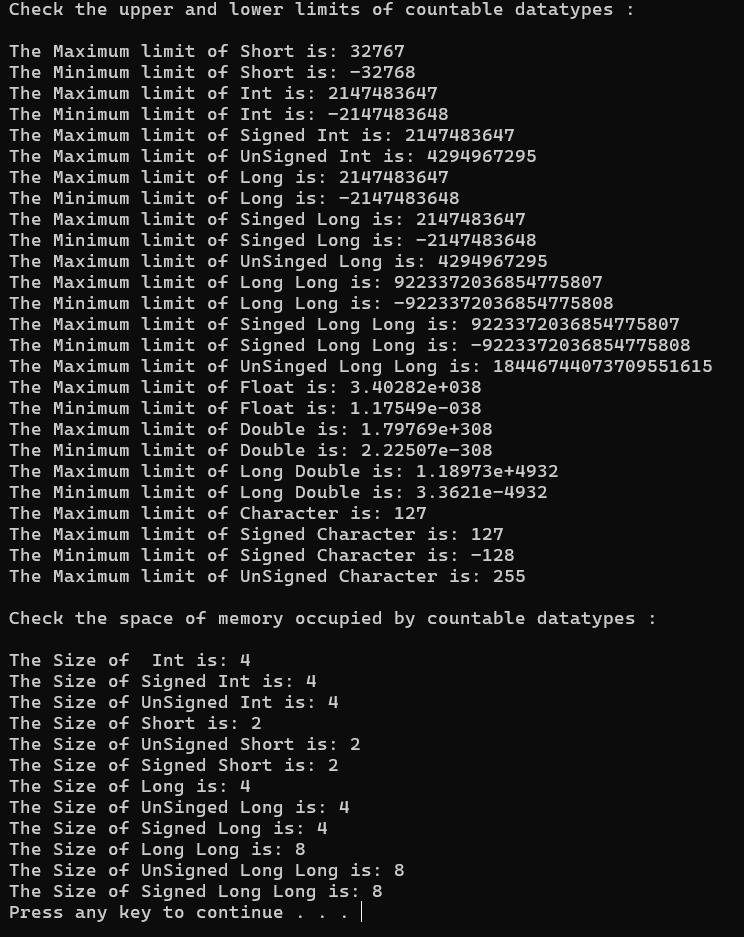 Check the upper and lower limits of countable datatypes :
The Maximum limit of Short is: 32767
The Minimum limit of Short is: -32768
The Maximum limit of Int is: 2147483647
The Minimum limit of Int is: -2147483648
The Maximum limit of Signed Int is: 2147483647
The Maximum limit of UnSigned Int is: 4294967295
The Maximum limit of Long is: 2147483647
The Minimum limit of Long is: -2147483648
The Maximum limit of Singed Long is: 2147483647
The Minimum limit of Singed Long is: -2147483648
The Maximum limit of UnSinged Long is: 4294967295
The Maximum limit of Long Long is: 9223372036854775807
The Minimum limit of Long Long is: -9223372036854775808
The Maximum limit of Singed Long Long is: 9223372036854775807
The Minimum limit of Signed Long Long is: -9223372036854775808
The Maximum limit of UnSinged Long Long is: 18446744073709551615
The Maximum limit of Float is: 3.40282e+038
The Minimum limit of Float is: 1.17549e-038
The Maximum limit of Double is: 1.79769e+308
The Minimum limit of Double is: 2.22507e-308
The Maximum limit of Long Double is: 1.18973e+4932
The Minimum limit of Long Double is: 3.3621e-4932
The Maximum limit of Character is: 127
The Maximum limit of Signed Character is: 127
The Minimum limit of Signed Character is: -128
The Maximum limit of UnSigned Character is: 255
Check the space of memory occupied by countable datatypes :
The Size of  Int is: 4
The Size of Signed Int is: 4
The Size of UnSigned Int is: 4
The Size of Short is: 2
The Size of UnSigned Short is: 2
The Size of Signed Short is: 2
The Size of Long is: 4
The Size of UnSinged Long is: 4
The Size of Signed Long is: 4
The Size of Long Long is: 8
The Size of UnSigned Long Long is: 8
The Size of Signed Long Long is: 8
Press any key to continue . . .